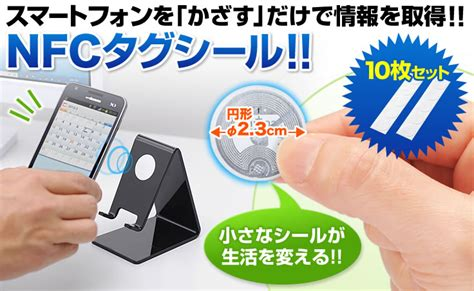 スマートフォンを「かざす」だけで情報を取得!!
NFCタグシール!!
10枚セット
円形
φ2.3cm
小さなシールが
生活を変える!!